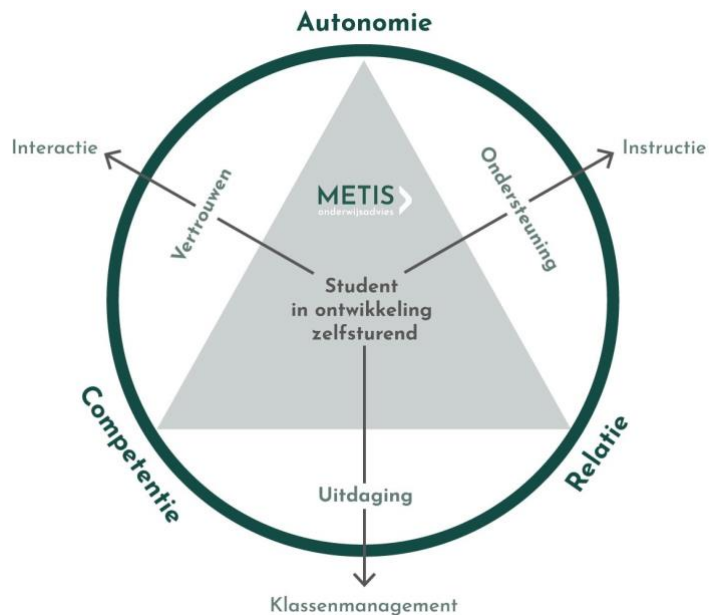 Autonomie
Interactie
Instructie
Vertrouwen
Ondersteuning
METIS
onderwijsadvies
Student
in ontwikkeling
zelfsturend
Competentie
Relatie
Uitdaging
Klassenmanagement